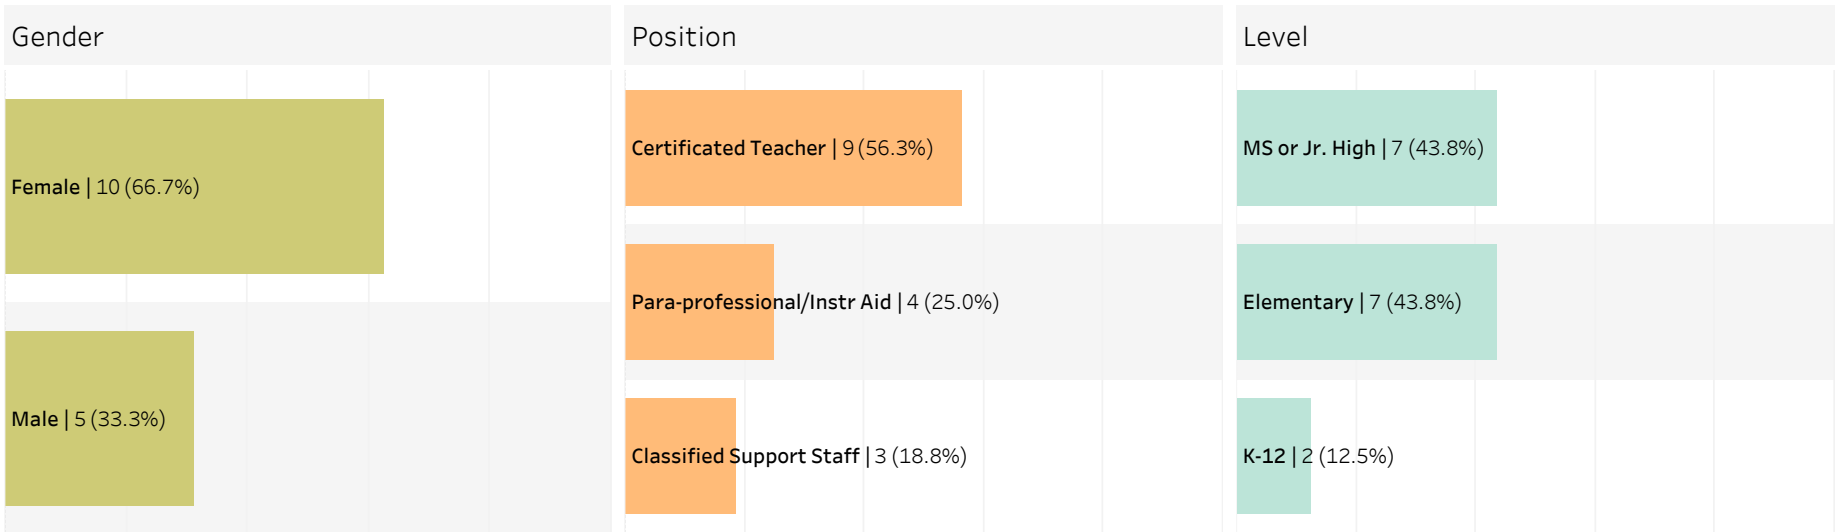 Gender
Female | 10 (66.7%)
Male | 5 (33.3%)
Position
Certificated Teacher | 9 (56.3%)
Para-professional/Instr Aid | 4 (25.0%)
Classified Support Staff | 3 (18.8%)
Level
MS or Jr. High | 7 (43.8%)
Elementary | 7 (43.8%)
K-12 | 2 (12.5%)